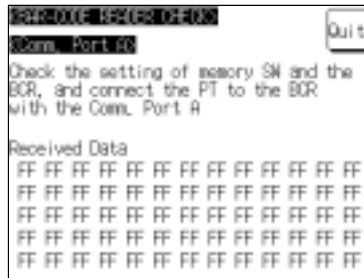 <BAR-CODE READER CHECK>
Quit
<Comm. Port A>
Check the setting of memory SW and the
BCR, and connect the PT to the BCR
with the Comm. Port A
Received Data
FF FF FF FF FF FF FF FF FF FF FF FF FF
FF FF FF FF FF FF FF FF FF FF FF FF FF
FF FF FF FF FF FF FF FF FF FF FF FF FF
FF FF FF FF FF FF FF FF FF FF FF FF FF
FF FF FF FF FF FF FF FF FF FF FF FF FF